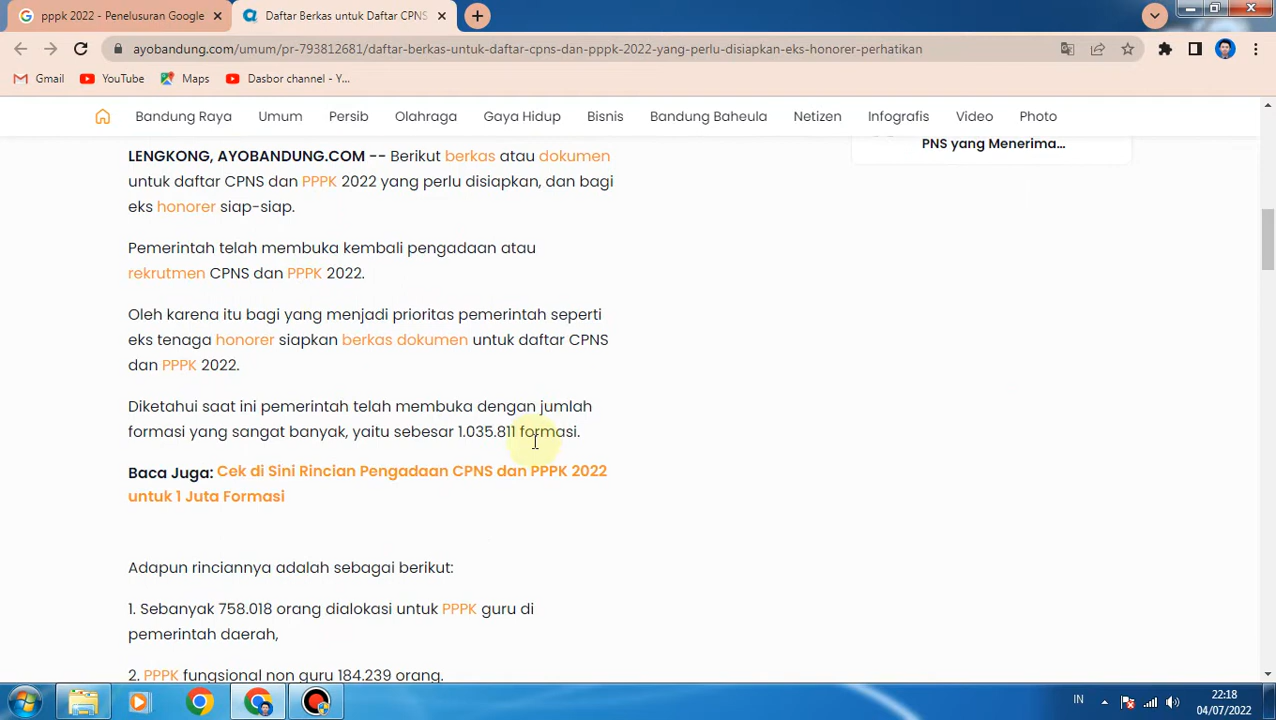 pppk 2022 - Penelusuran Google
Daftar Berkas untuk Daftar CPNS
ayobandung.com/umum/pr-793812681/daftar-berkas-untuk-daftar-cpns-dan-pppk-2022-yang-perlu-disiapkan-eks-honorer-perhatikan
Gmail YouTube Maps Dasbor channel - Y...
Bandung Raya Umum Persib Olahraga Gaya Hidup Bisnis Bandung Baheula Netizen Infografis Video Photo
PNS yang Menerima...
LENGKONG, AYOBANDUNG.COM -- Berikut berkas atau dokumen
untuk daftar CPNS dan PPPK 2022 yang perlu disiapkan, dan bagi
eks honorer siap-siap.
Pemerintah telah membuka kembali pengadaan atau
rekrutmen CPNS dan PPPK 2022.
Oleh karena itu bagi yang menjadi prioritas pemerintah seperti
eks tenaga honorer siapkan berkas dokumen untuk daftar CPNS
dan PPPK 2022.
Diketahui saat ini pemerintah telah membuka dengan jumlah
formasi yang sangat banyak, yaitu sebesar 1.035.811 formasi.
Baca Juga: Cek di Sini Rincian Pengadaan CPNS dan PPPK 2022
untuk 1 Juta Formasi
Adapun rinciannya adalah sebagai berikut:
1. Sebanyak 758.018 orang dialokasi untuk PPPK guru di
pemerintah daerah,
2. PPPK fungsional non guru 184.239 orang.
IN
22:18
04/07/2022